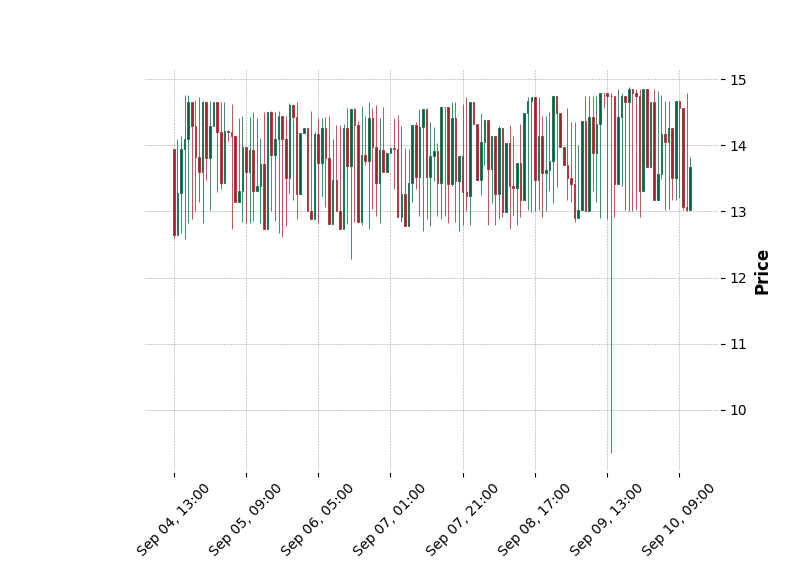 15
14
13
12
11
10
Price
Sep 04, 13:00
Sep 05, 09:00
Sep 06, 05:00
Sep 07, 01:00
Sep 07, 21:00
Sep 08, 17:00
Sep 09, 13:00
Sep 10, 09:00